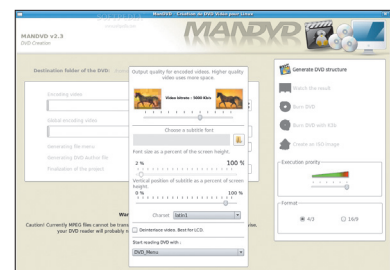 ManDVD - Création de DVD-Video pour salon
MANDVD v2.3
DVD Creation
MANDVD
Destination folder of the DVD:
Encoding video
Global encoding video
Generating file menu
Generating DVD Author file
Finalization of the project
War
Caution! Currently MPEG files cannot be tran
your DVD reader will probably n
wise.
Output quality for encoded videos. Higher quality
video uses more space.
Video bitrate - 5000 Kb/s
Choose a subtitle font
Font size as a percent of the screen height.
2 % 100 %
Vertical position of subtitle as a percent of screen
height.
0 % 100 %
Charset latin1
Deinterlace video. Best for LCD.
Start reading DVD with :
DVD_Menu
Generate DVD structure
Watch the result
Burn DVD
Burn DVD with K3b
Create an ISO image
Execution priority
Format
4/3 16/9